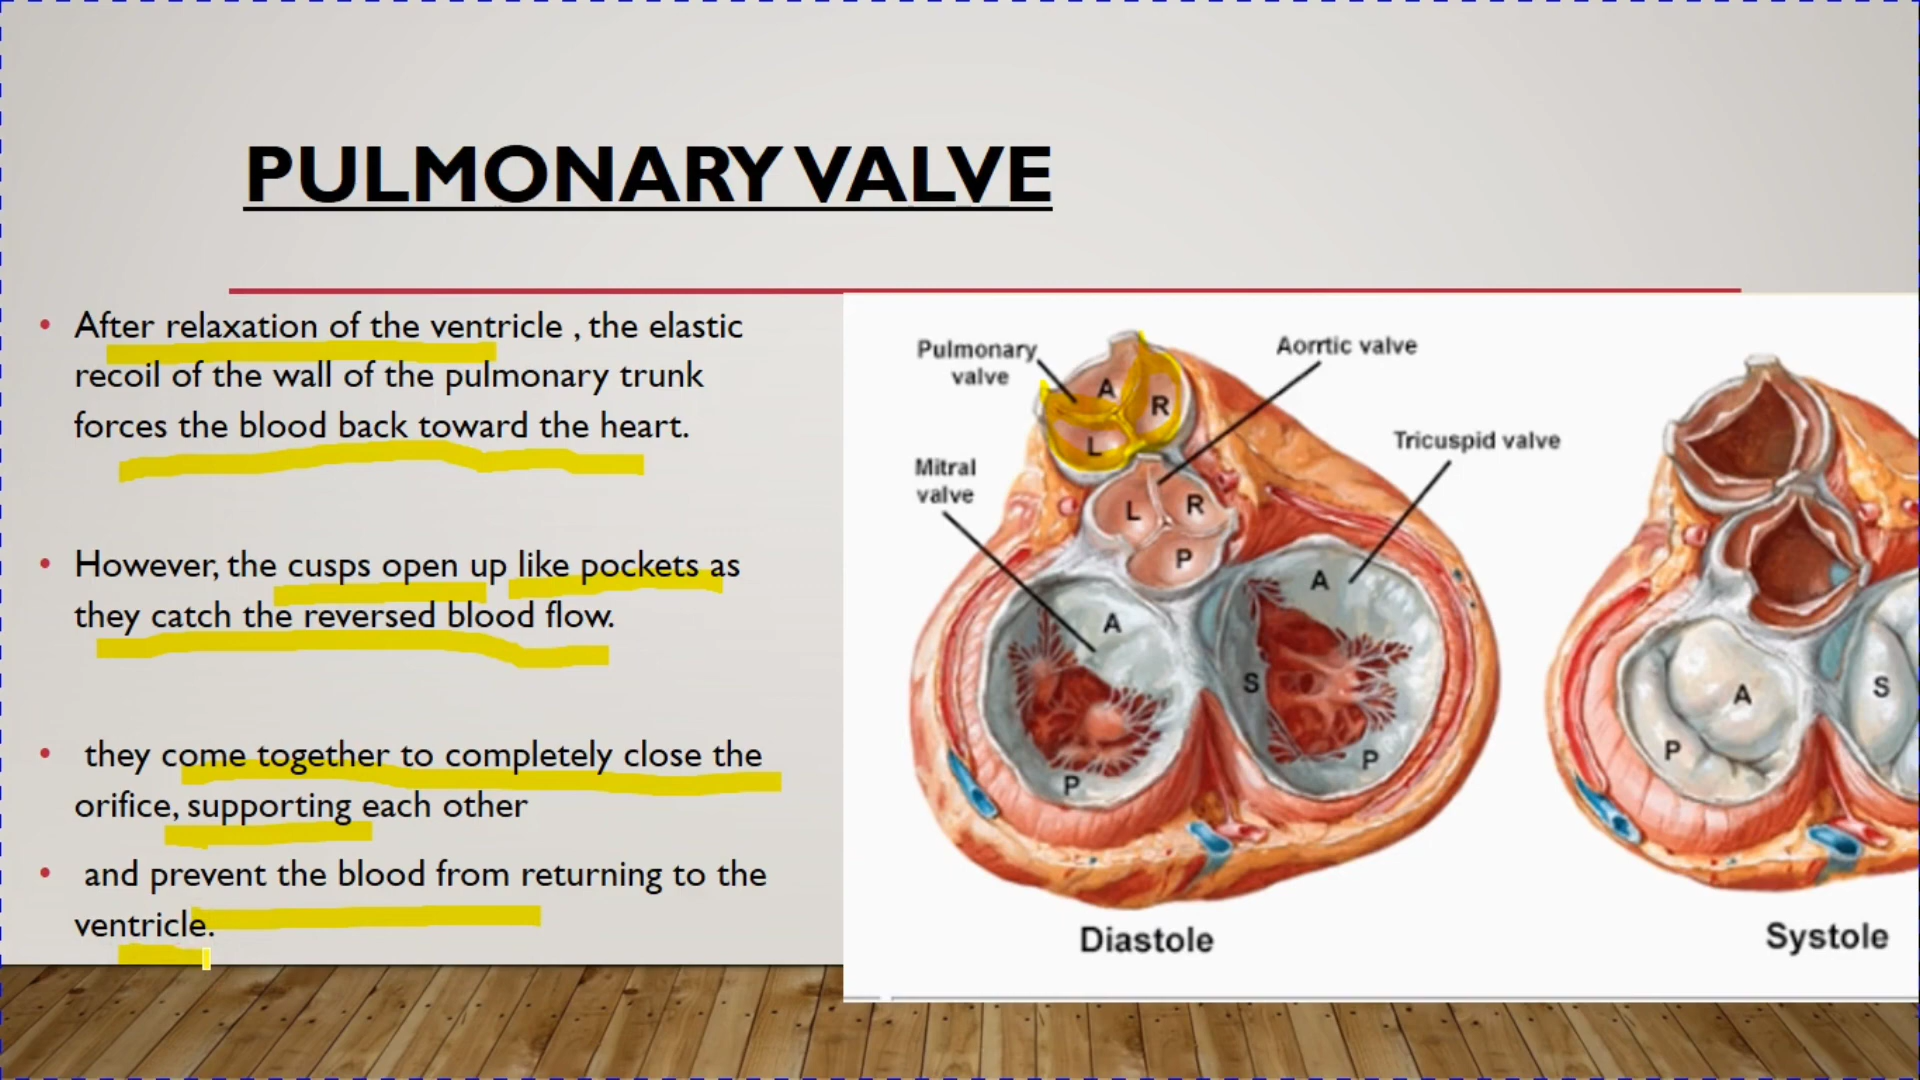 PULMONARY VALVE
• After relaxation of the ventricle , the elastic
recoil of the wall of the pulmonary trunk
forces the blood back toward the heart.
• However, the cusps open up like pockets as
they catch the reversed blood flow.
• they come together to completely close the
orifice, supporting each other
• and prevent the blood from returning to the
ventricle.
Pulmonary
valve
Aorrtic valve
Tricuspid valve
Mitral
valve
A
R
L
L
R
P
A
A
S
P
P
Diastole
A
S
P
Systole